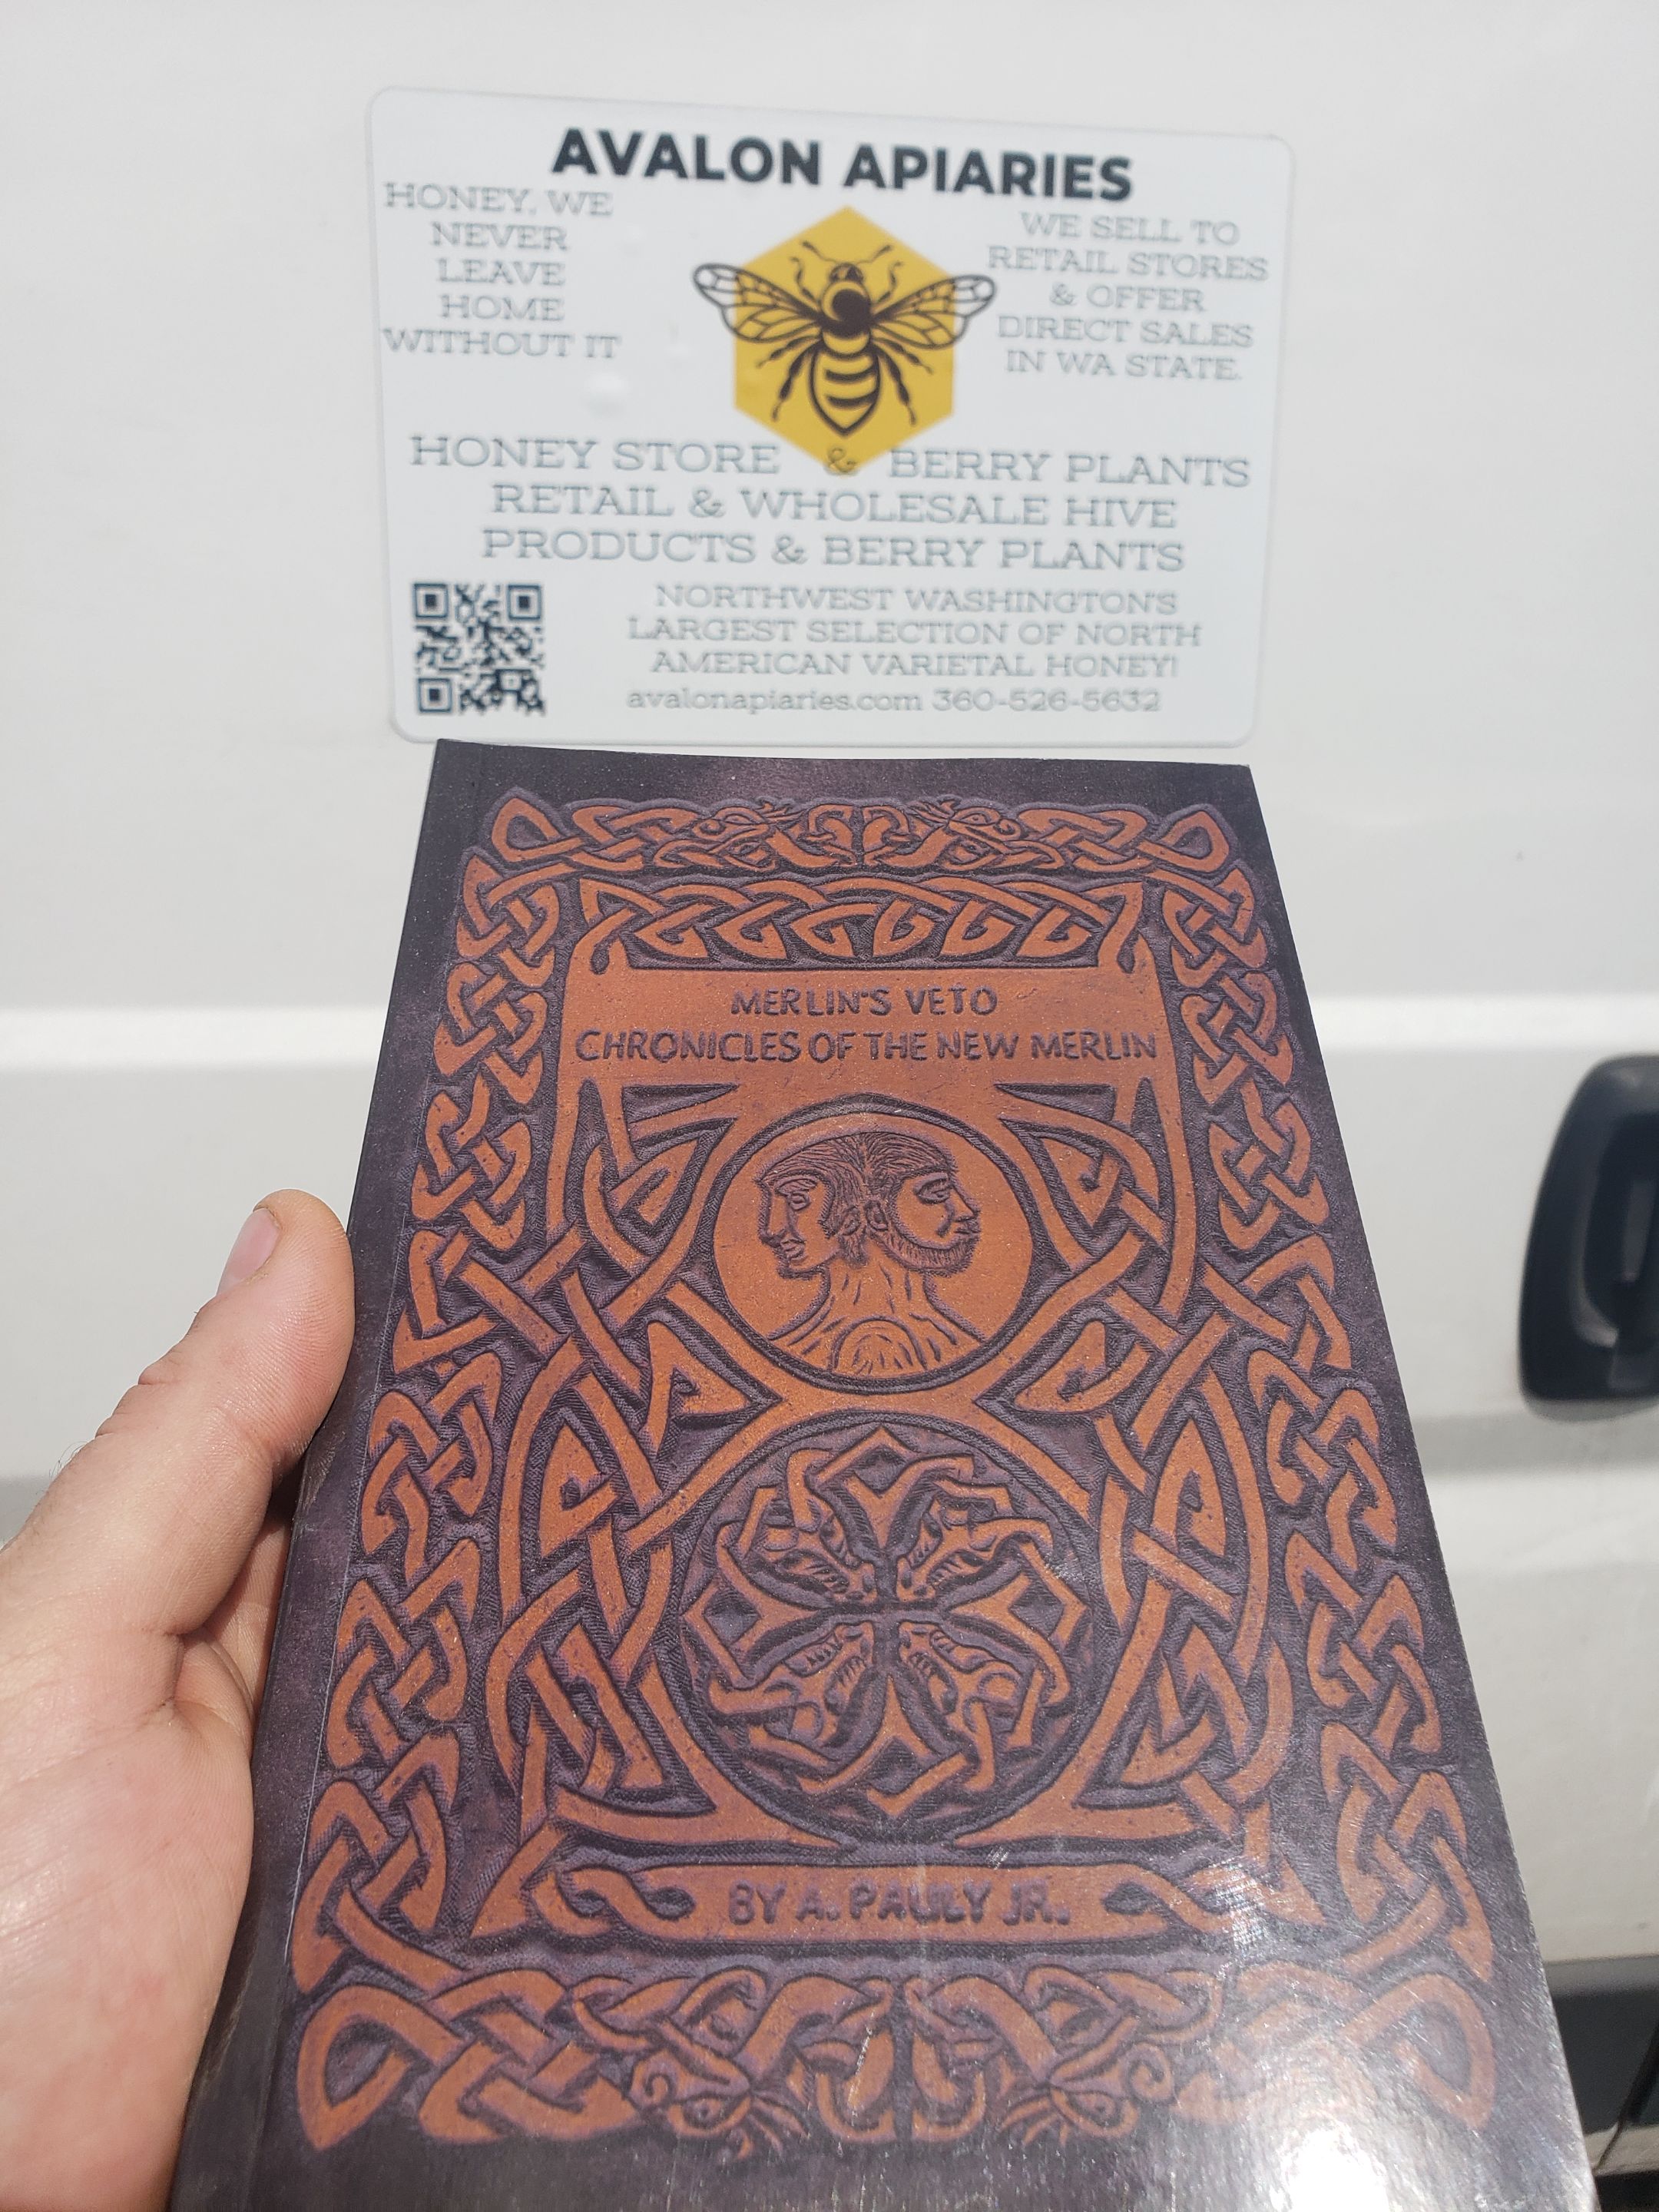 AVALON APIARIES
HONEY, WE
NEVER
LEAVE
HOME
WITHOUT IT
WE SELL TO
RETAIL STORES
& OFFER
DIRECT SALES
IN WA STATE.
HONEY STORE & BERRY PLANTS
RETAIL & WHOLESALE HIVE
PRODUCTS & BERRY PLANTS
NORTHWEST WASHINGTON'S
LARGEST SELECTION OF NORTH
AMERICAN VARIETAL HONEY!
avalonapiaries.com 360-526-5632
MERLIN'S VETO
CHRONICLES OF THE NEW MERLIN
BY A. PAULY JR.